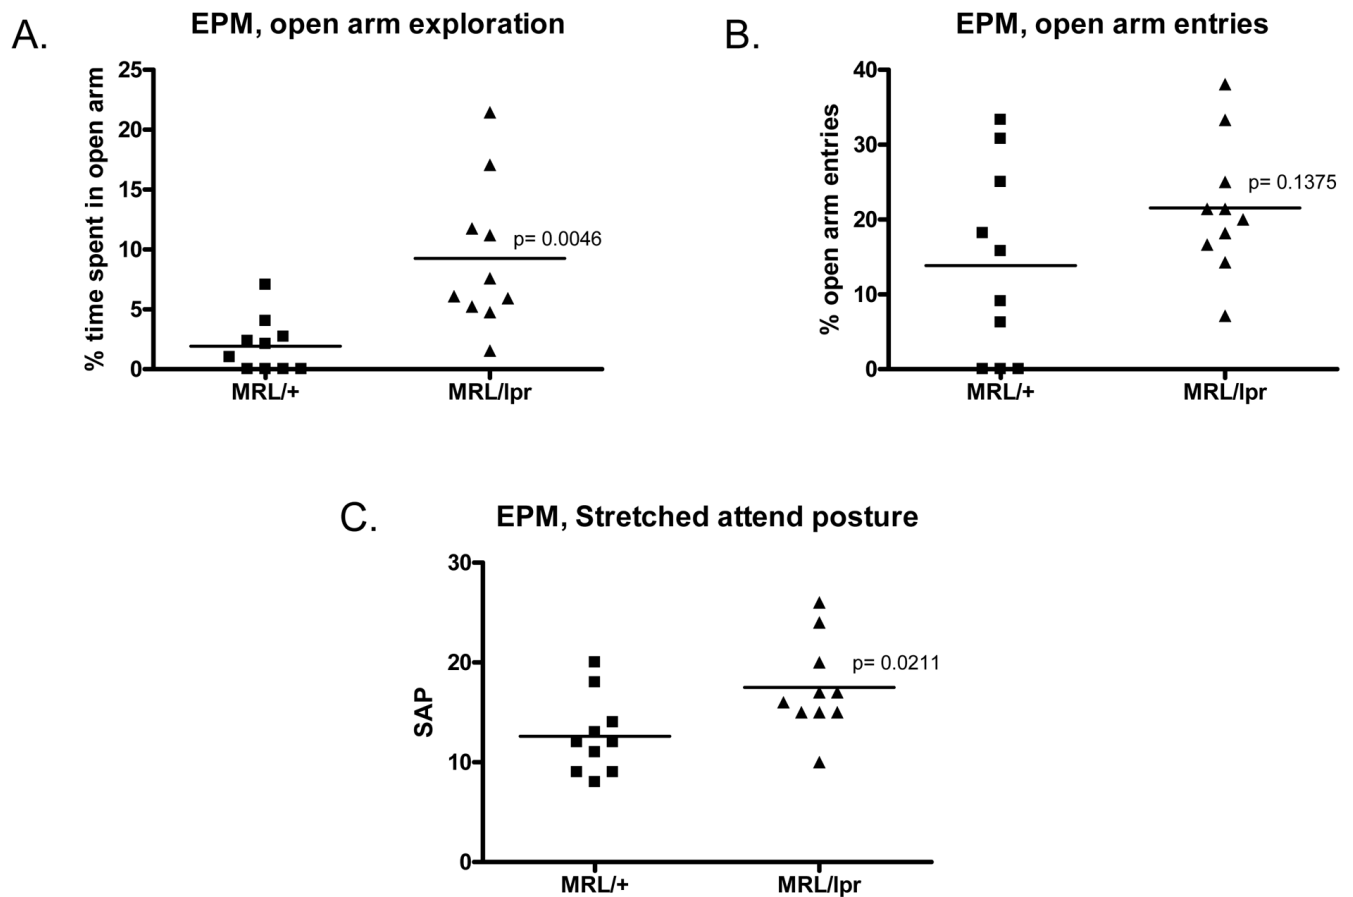 A.
EPM, open arm exploration
% time spent in open arm
25
20
15
10
5
0
p= 0.0046
MRL/+
MRL/lpr
B.
EPM, open arm entries
% open arm entries
40
30
20
10
0
p= 0.1375
MRL/+
MRL/lpr
C.
EPM, Stretched attend posture
SAP
30
20
10
0
p= 0.0211
MRL/+
MRL/lpr